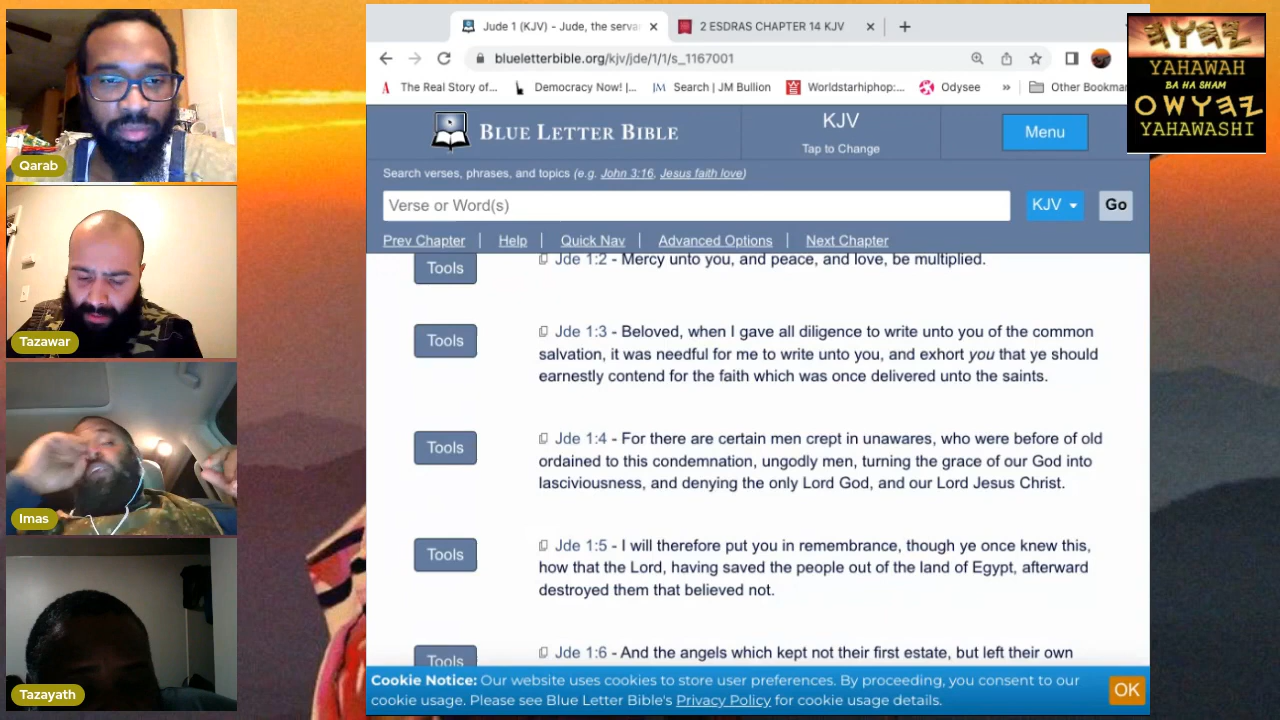 Qarab
Tazawar
Imas
Tazayath
Jude 1 (KJV) - Jude, the serva
2 ESDRAS CHAPTER 14 KJV
blueletterbible.org/kjv/jde/1/1/s_1167001
The Real Story of...
Democracy Now! |...
Search | JM Bullion
Worldstarhiphop:...
Odysee
»
Other Bookmar
BLUE LETTER BIBLE
KJV
Tap to Change
Menu
Search verses, phrases, and topics (e.g. John 3:16, Jesus faith love)
Verse or Word(s)
KJV
Go
Prev Chapter | Help | Quick Nav | Advanced Options | Next Chapter
Tools
Jde 1:2 - Mercy unto you, and peace, and love, be multiplied.
Tools
Jde 1:3 - Beloved, when I gave all diligence to write unto you of the common
salvation, it was needful for me to write unto you, and exhort you that ye should
earnestly contend for the faith which was once delivered unto the saints.
Tools
Jde 1:4 - For there are certain men crept in unawares, who were before of old
ordained to this condemnation, ungodly men, turning the grace of our God into
lasciviousness, and denying the only Lord God, and our Lord Jesus Christ.
Tools
Jde 1:5 - I will therefore put you in remembrance, though ye once knew this,
how that the Lord, having saved the people out of the land of Egypt, afterward
destroyed them that believed not.
Tools
Jde 1:6 - And the angels which kept not their first estate, but left their own
Cookie Notice: Our website uses cookies to store user preferences. By proceeding, you consent to our
cookie usage. Please see Blue Letter Bible's Privacy Policy for cookie usage details.
OK
YAHAWAH
BA HA SHAM
YAHAWASHI